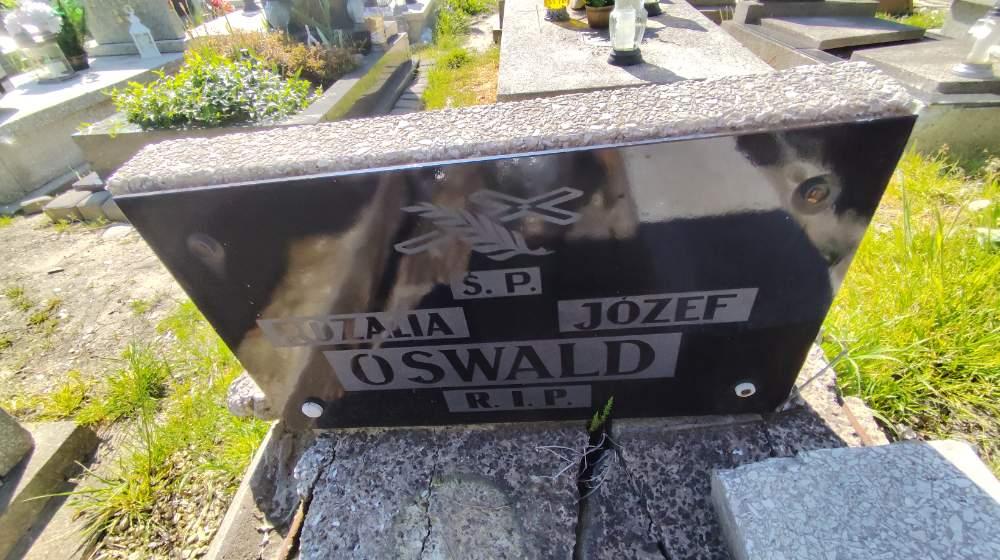 Ś. P.
ROZALIA JÓZEF
OSWALD
R. I. P.